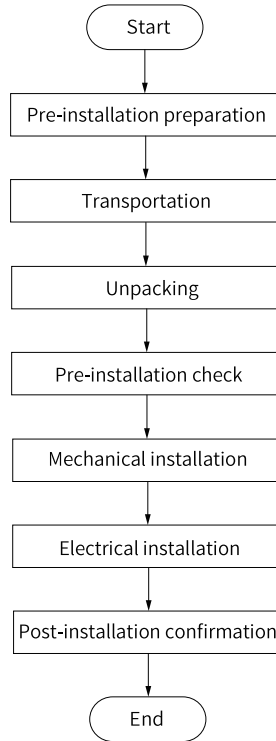 Start
Pre-installation preparation
Transportation
Unpacking
Pre-installation check
Mechanical installation
Electrical installation
Post-installation confirmation
End